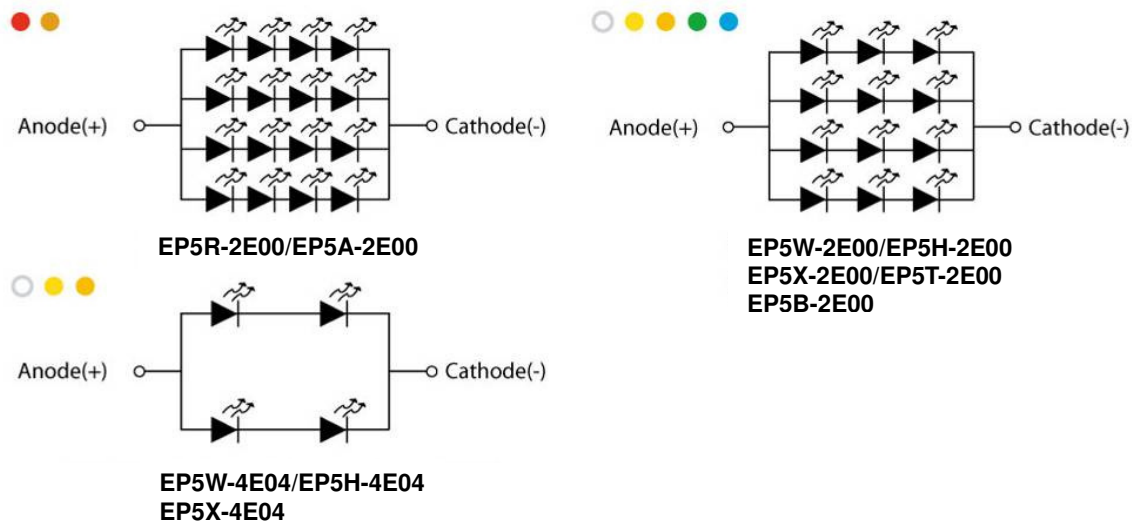 Anode(+)
Cathode(-)
EP5R-2E00/EP5A-2E00
Anode(+)
Cathode(-)
EP5W-2E00/EP5H-2E00
EP5X-2E00/EP5T-2E00
EP5B-2E00
Anode(+)
Cathode(-)
EP5W-4E04/EP5H-4E04
EP5X-4E04